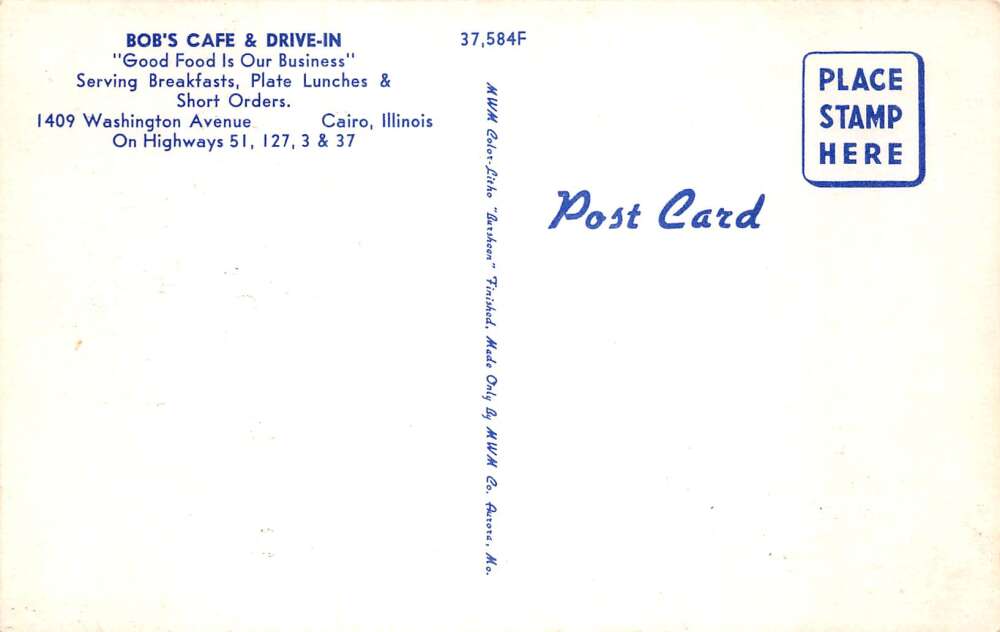 BOB'S CAFE & DRIVE-IN
"Good Food Is Our Business"
Serving Breakfasts, Plate Lunches &
Short Orders.
1409 Washington Avenue Cairo, Illinois
On Highways 51, 127, 3 & 37
37,584F
MWM Color-Litho "Bursheen" Finished, Made Only By MWM Co. Aurora, Mo.
PLACE
STAMP
HERE
Post Card